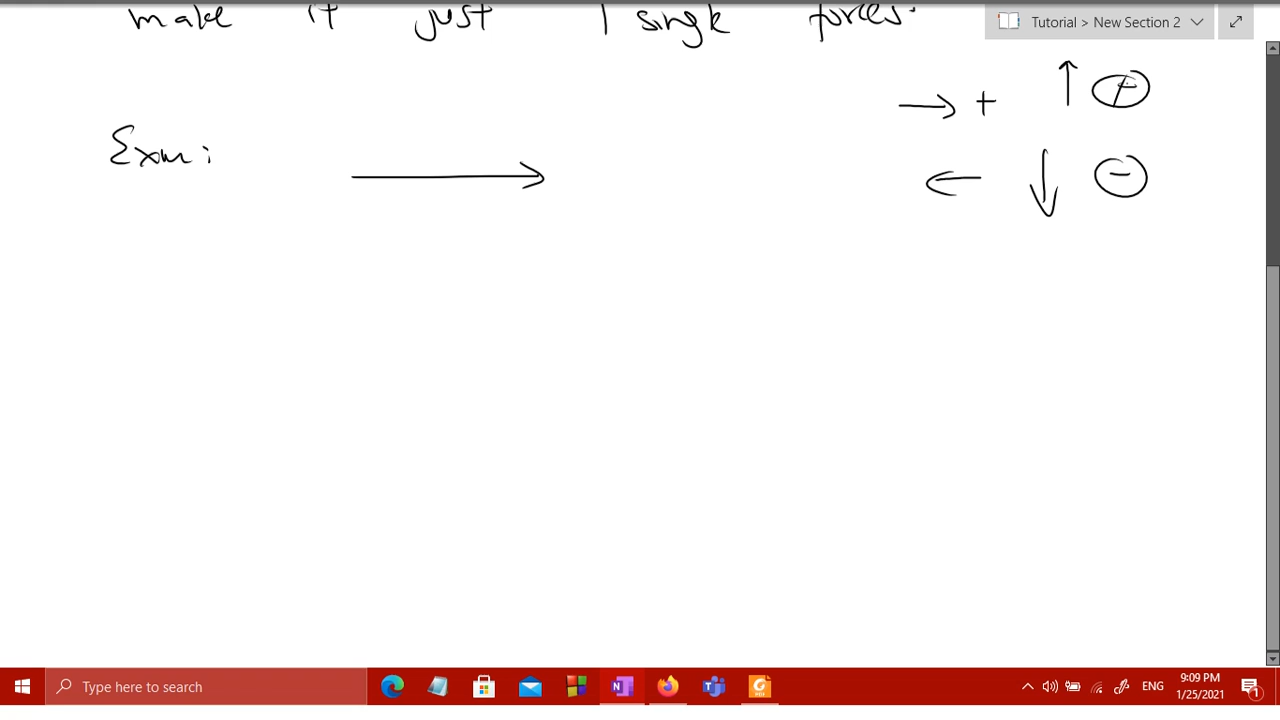 make it just 1 single forces.
Tutorial > New Section 2
→ + ↑ +
Exm:
← ↓ -
Type here to search
ENG
9:09 PM
1/25/2021
1